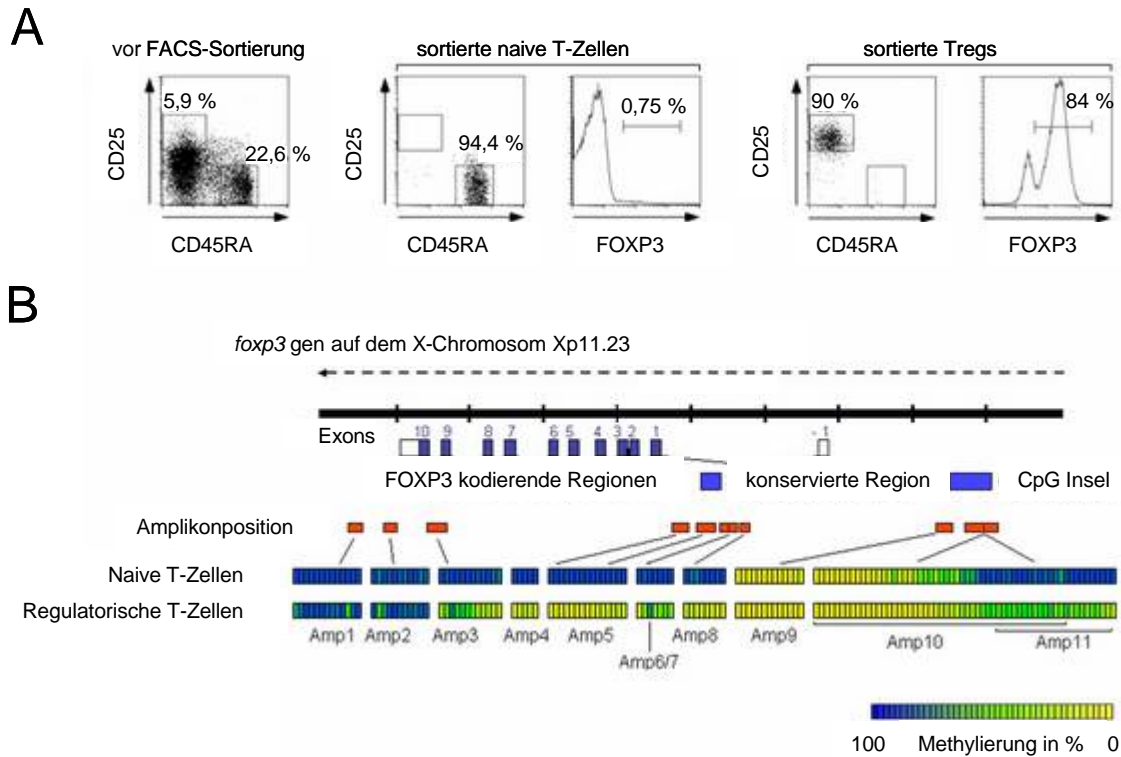 A
vor FACS-Sortierung
sortierte naive T-Zellen
sortierte Tregs
5,9 %
22,6 %
CD25
CD45RA
94,4 %
CD25
CD45RA
0,75 %
FOXP3
90 %
CD25
CD45RA
84 %
FOXP3
B
foxp3 gen auf dem X-Chromosom Xp11.23
Exons
10 9 8 7 6 5 4 3 2 1 - 1
FOXP3 kodierende Regionen
konservierte Region
CpG Insel
Amplikonposition
Naive T-Zellen
Regulatorische T-Zellen
Amp1 Amp2 Amp3 Amp4 Amp5 Amp6/7 Amp8 Amp9 Amp10 Amp11
100 Methylierung in % 0